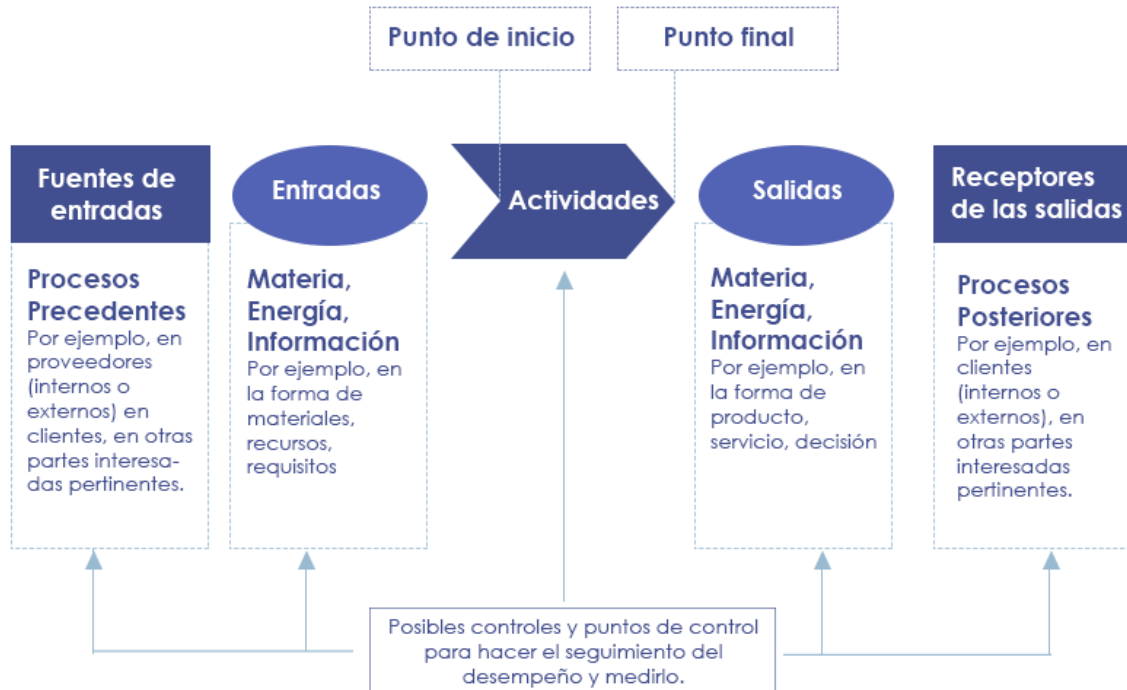 Punto de inicio
Punto final
Fuentes de
entradas
Entradas
Actividades
Salidas
Receptores
de las salidas
Procesos
Precedentes
Por ejemplo, en
proveedores
(internos o
externos) en
clientes, en otras
partes interesa-
das pertinentes.
Materia,
Energía,
Información
Por ejemplo, en
la forma de
materiales,
recursos,
requisitos
Materia,
Energía,
Información
Por ejemplo, en
la forma de
producto,
servicio, decisión
Procesos
Posteriores
Por ejemplo, en
clientes
(internos o
externos), en
otras partes
interesadas
pertinentes.
Posibles controles y puntos de control
para hacer el seguimiento del
desempeño y medirlo.